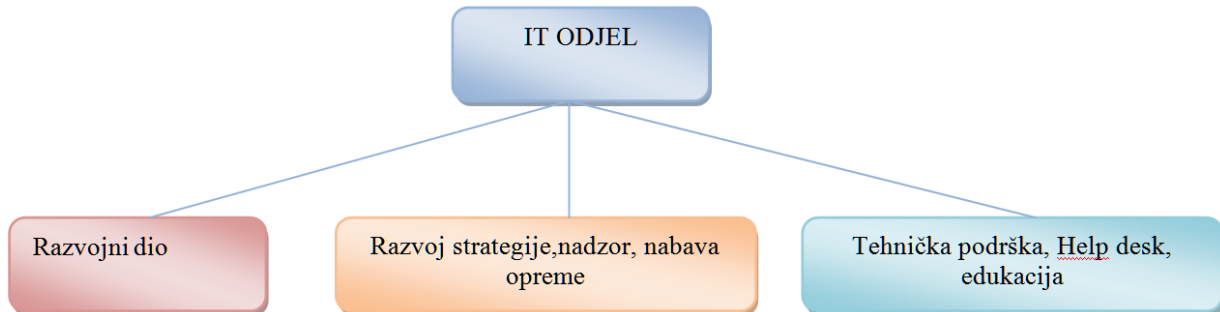 IT ODJEL
Razvojni dio
Razvoj strategije,nadzor, nabava
opreme
Tehnička podrška, Help desk,
edukacija